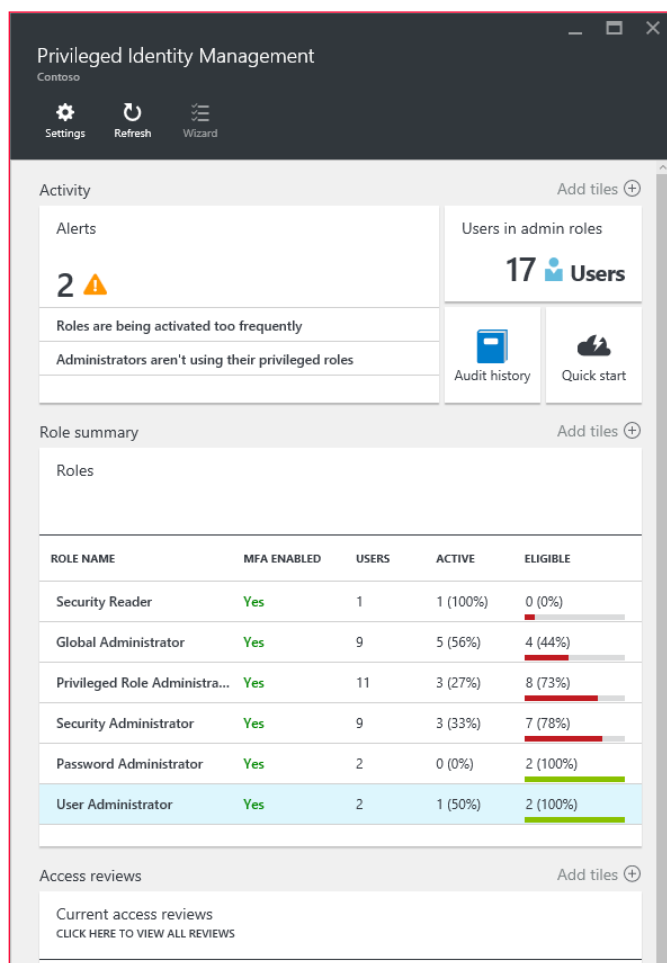 Privileged Identity Management
Contoso
Settings Refresh Wizard
Activity Add tiles
Alerts
2
Roles are being activated too frequently
Administrators aren't using their privileged roles
Users in admin roles
17 Users
Audit history
Quick start
Role summary Add tiles
Roles
ROLE NAME MFA ENABLED USERS ACTIVE ELIGIBLE
Security Reader Yes 1 1 (100%) 0 (0%)
Global Administrator Yes 9 5 (56%) 4 (44%)
Privileged Role Administra... Yes 11 3 (27%) 8 (73%)
Security Administrator Yes 9 3 (33%) 7 (78%)
Password Administrator Yes 2 0 (0%) 2 (100%)
User Administrator Yes 2 1 (50%) 2 (100%)
Access reviews Add tiles
Current access reviews
CLICK HERE TO VIEW ALL REVIEWS